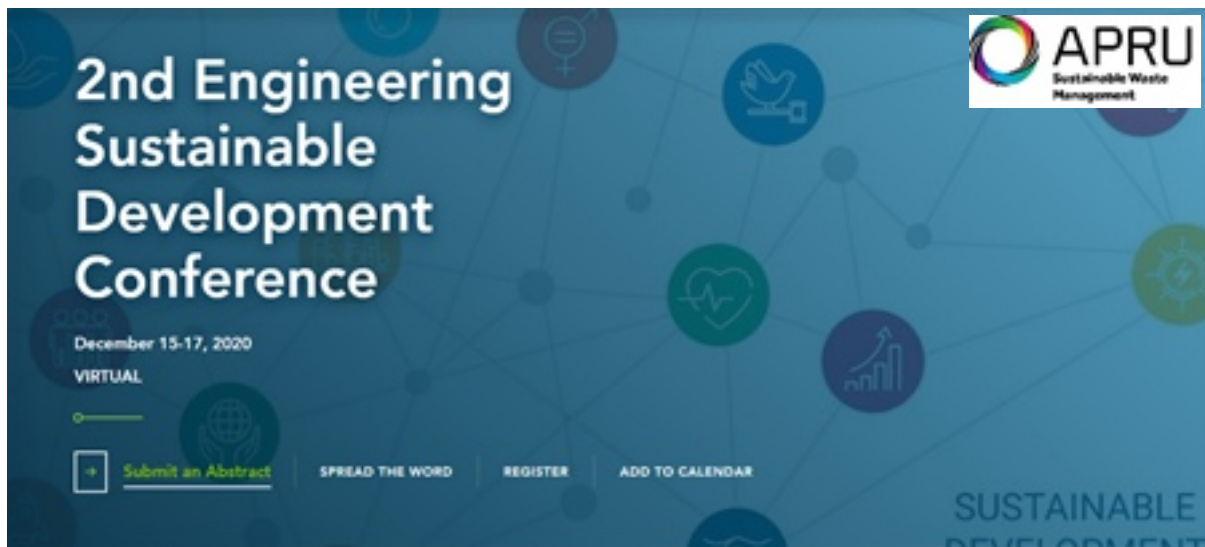 2nd Engineering
Sustainable
Development
Conference
December 15-17, 2020
VIRTUAL
Submit an Abstract
SPREAD THE WORD
REGISTER
ADD TO CALENDAR
APRU
Sustainable Waste
Management
SUSTAINABLE
DEVELOPMENT